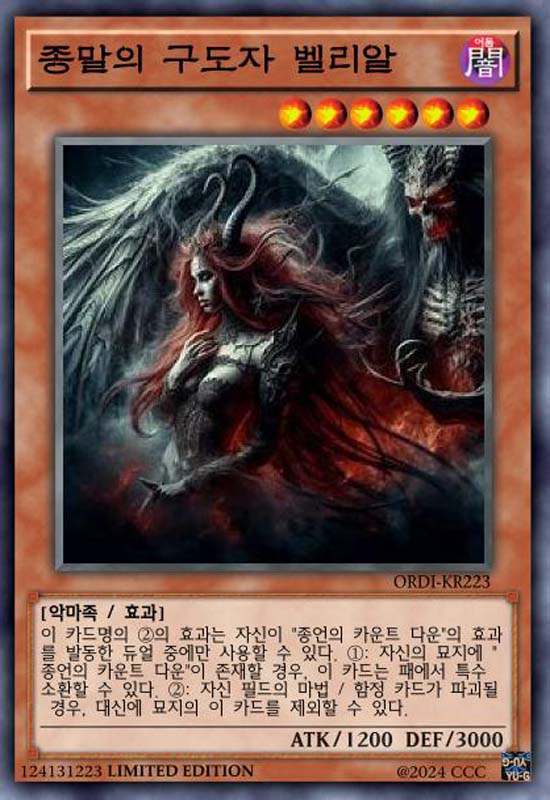 종말의 구도자 벨리알
어둠
闇
ORDI-KR223
[악마족 / 효과]
이 카드명의 ②의 효과는 자신이 "종언의 카운트 다운"의 효과
를 발동한 듀얼 중에만 사용할 수 있다. ①: 자신의 묘지에 "
종언의 카운트 다운"이 존재할 경우, 이 카드는 패에서 특수
소환할 수 있다. ②: 자신 필드의 마법 / 함정 카드가 파괴될
경우, 대신에 묘지의 이 카드를 제외할 수 있다.
ATK/1200 DEF/3000
124131223 LIMITED EDITION
@2024 CCC
YU-G
YU-G